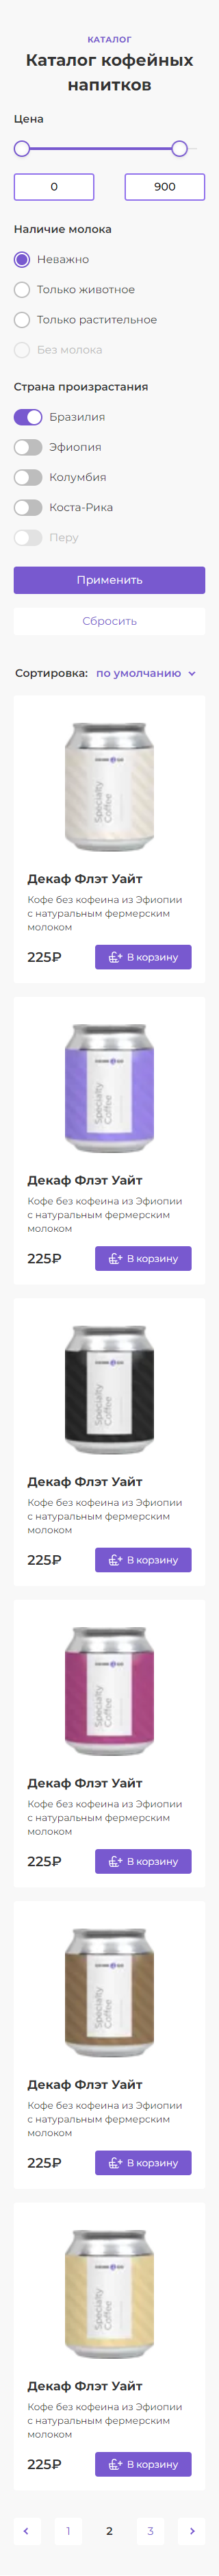 КАТАЛОГ
Каталог кофейных
напитков
Цена
0 900
Наличие молока
Неважно
Только животное
Только растительное
Без молока
Страна произрастания
Бразилия
Эфиопия
Колумбия
Коста-Рика
Перу
Применить
Сбросить
Сортировка: по умолчанию
Specialty
Coffee
Декаф Флэт Уайт
Кофе без кофеина из Эфиопии
с натуральным фермерским
молоком
225₽ В корзину
Specialty
Coffee
Декаф Флэт Уайт
Кофе без кофеина из Эфиопии
с натуральным фермерским
молоком
225₽ В корзину
Specialty
Coffee
Декаф Флэт Уайт
Кофе без кофеина из Эфиопии
с натуральным фермерским
молоком
225₽ В корзину
Specialty
Coffee
Декаф Флэт Уайт
Кофе без кофеина из Эфиопии
с натуральным фермерским
молоком
225₽ В корзину
Specialty
Coffee
Декаф Флэт Уайт
Кофе без кофеина из Эфиопии
с натуральным фермерским
молоком
225₽ В корзину
Specialty
Coffee
Декаф Флэт Уайт
Кофе без кофеина из Эфиопии
с натуральным фермерским
молоком
225₽ В корзину
1 2 3